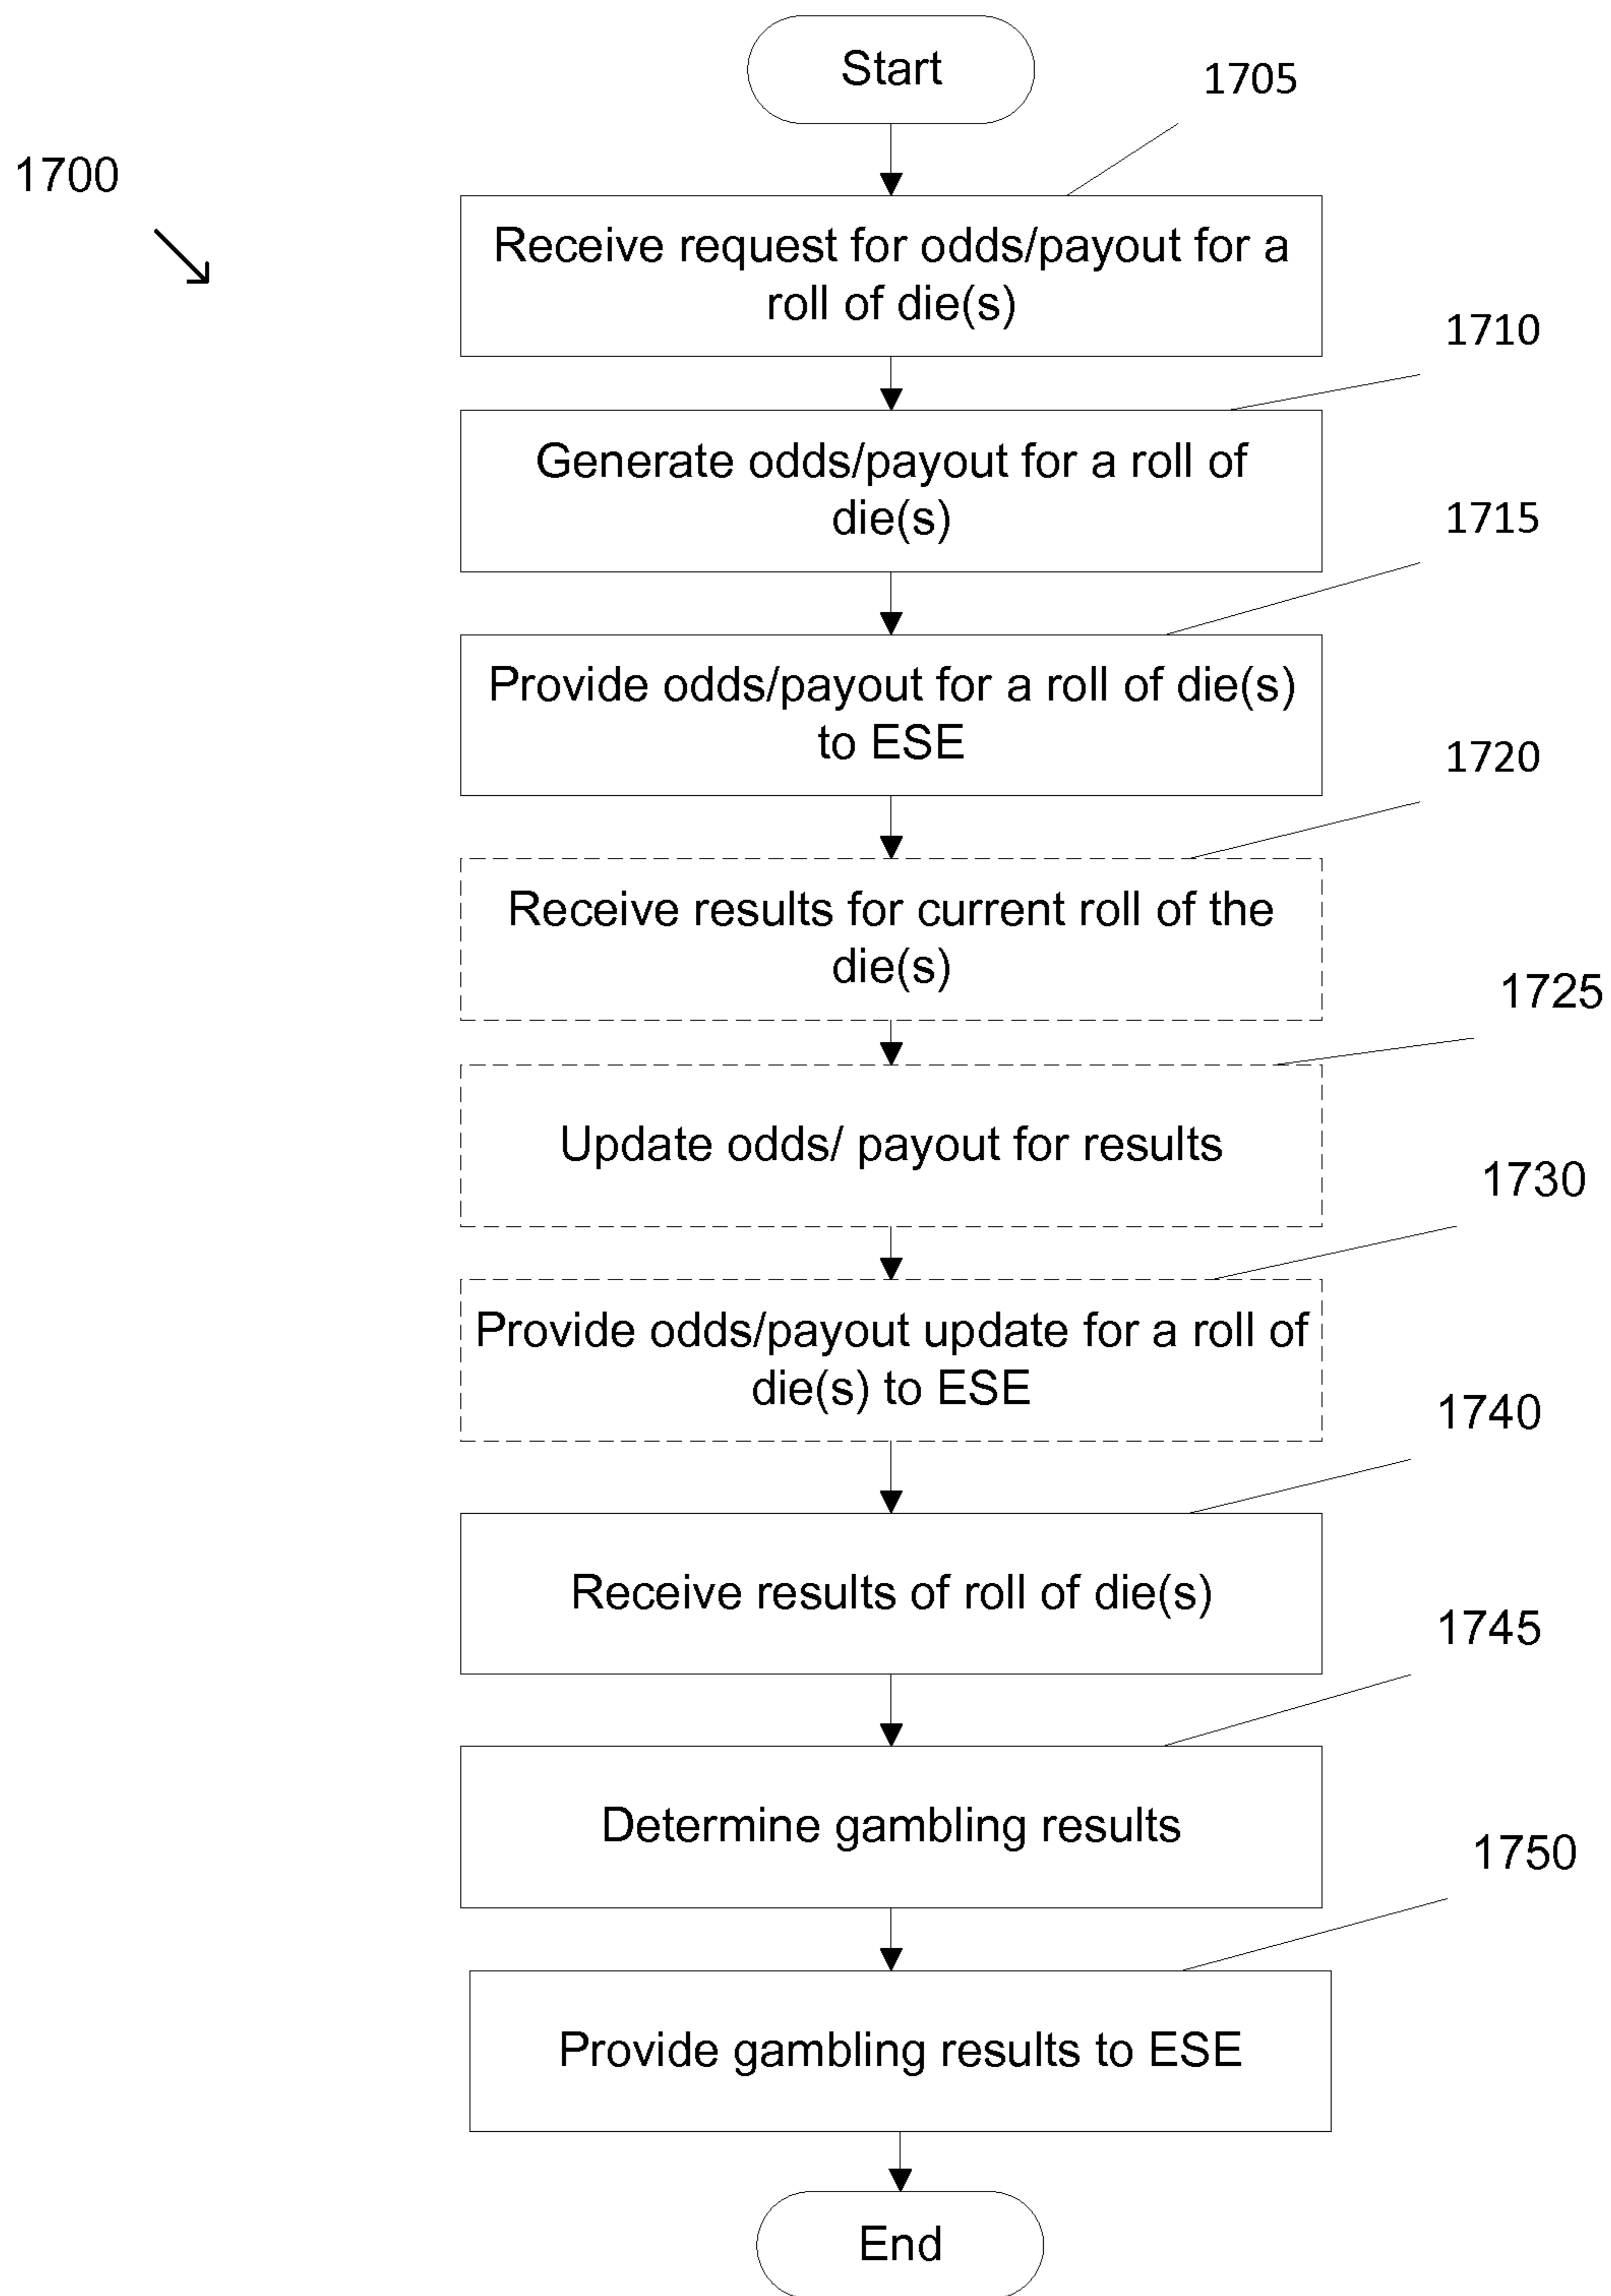 Start
1705
1700
Receive request for odds/payout for a
roll of die(s)
1710
Generate odds/payout for a roll of
die(s)
1715
Provide odds/payout for a roll of die(s)
to ESE
1720
Receive results for current roll of the
die(s)
1725
Update odds/ payout for results
1730
Provide odds/payout update for a roll of
die(s) to ESE
1740
Receive results of roll of die(s)
1745
Determine gambling results
1750
Provide gambling results to ESE
End